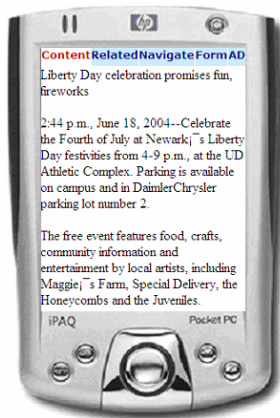 hp
Content Related Navigate Form AD
Liberty Day celebration promises fun,
fireworks
2:44 p.m., June 18, 2004--Celebrate
the Fourth of July at Newark¡¯s Liberty
Day festivities from 4-9 p.m., at the UD
Athletic Complex. Parking is available
on campus and in DaimlerChrysler
parking lot number 2.
The free event features food, crafts,
community information and
entertainment by local artists, including
Maggie¡¯s Farm, Special Delivery, the
Honeycombs and the Juveniles.
iPAQ Pocket PC